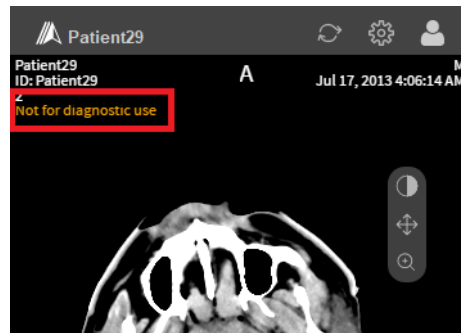 Patient29
Patient29
ID: Patient29
2
Not for diagnostic use
A
M
Jul 17, 2013 4:06:14 AM